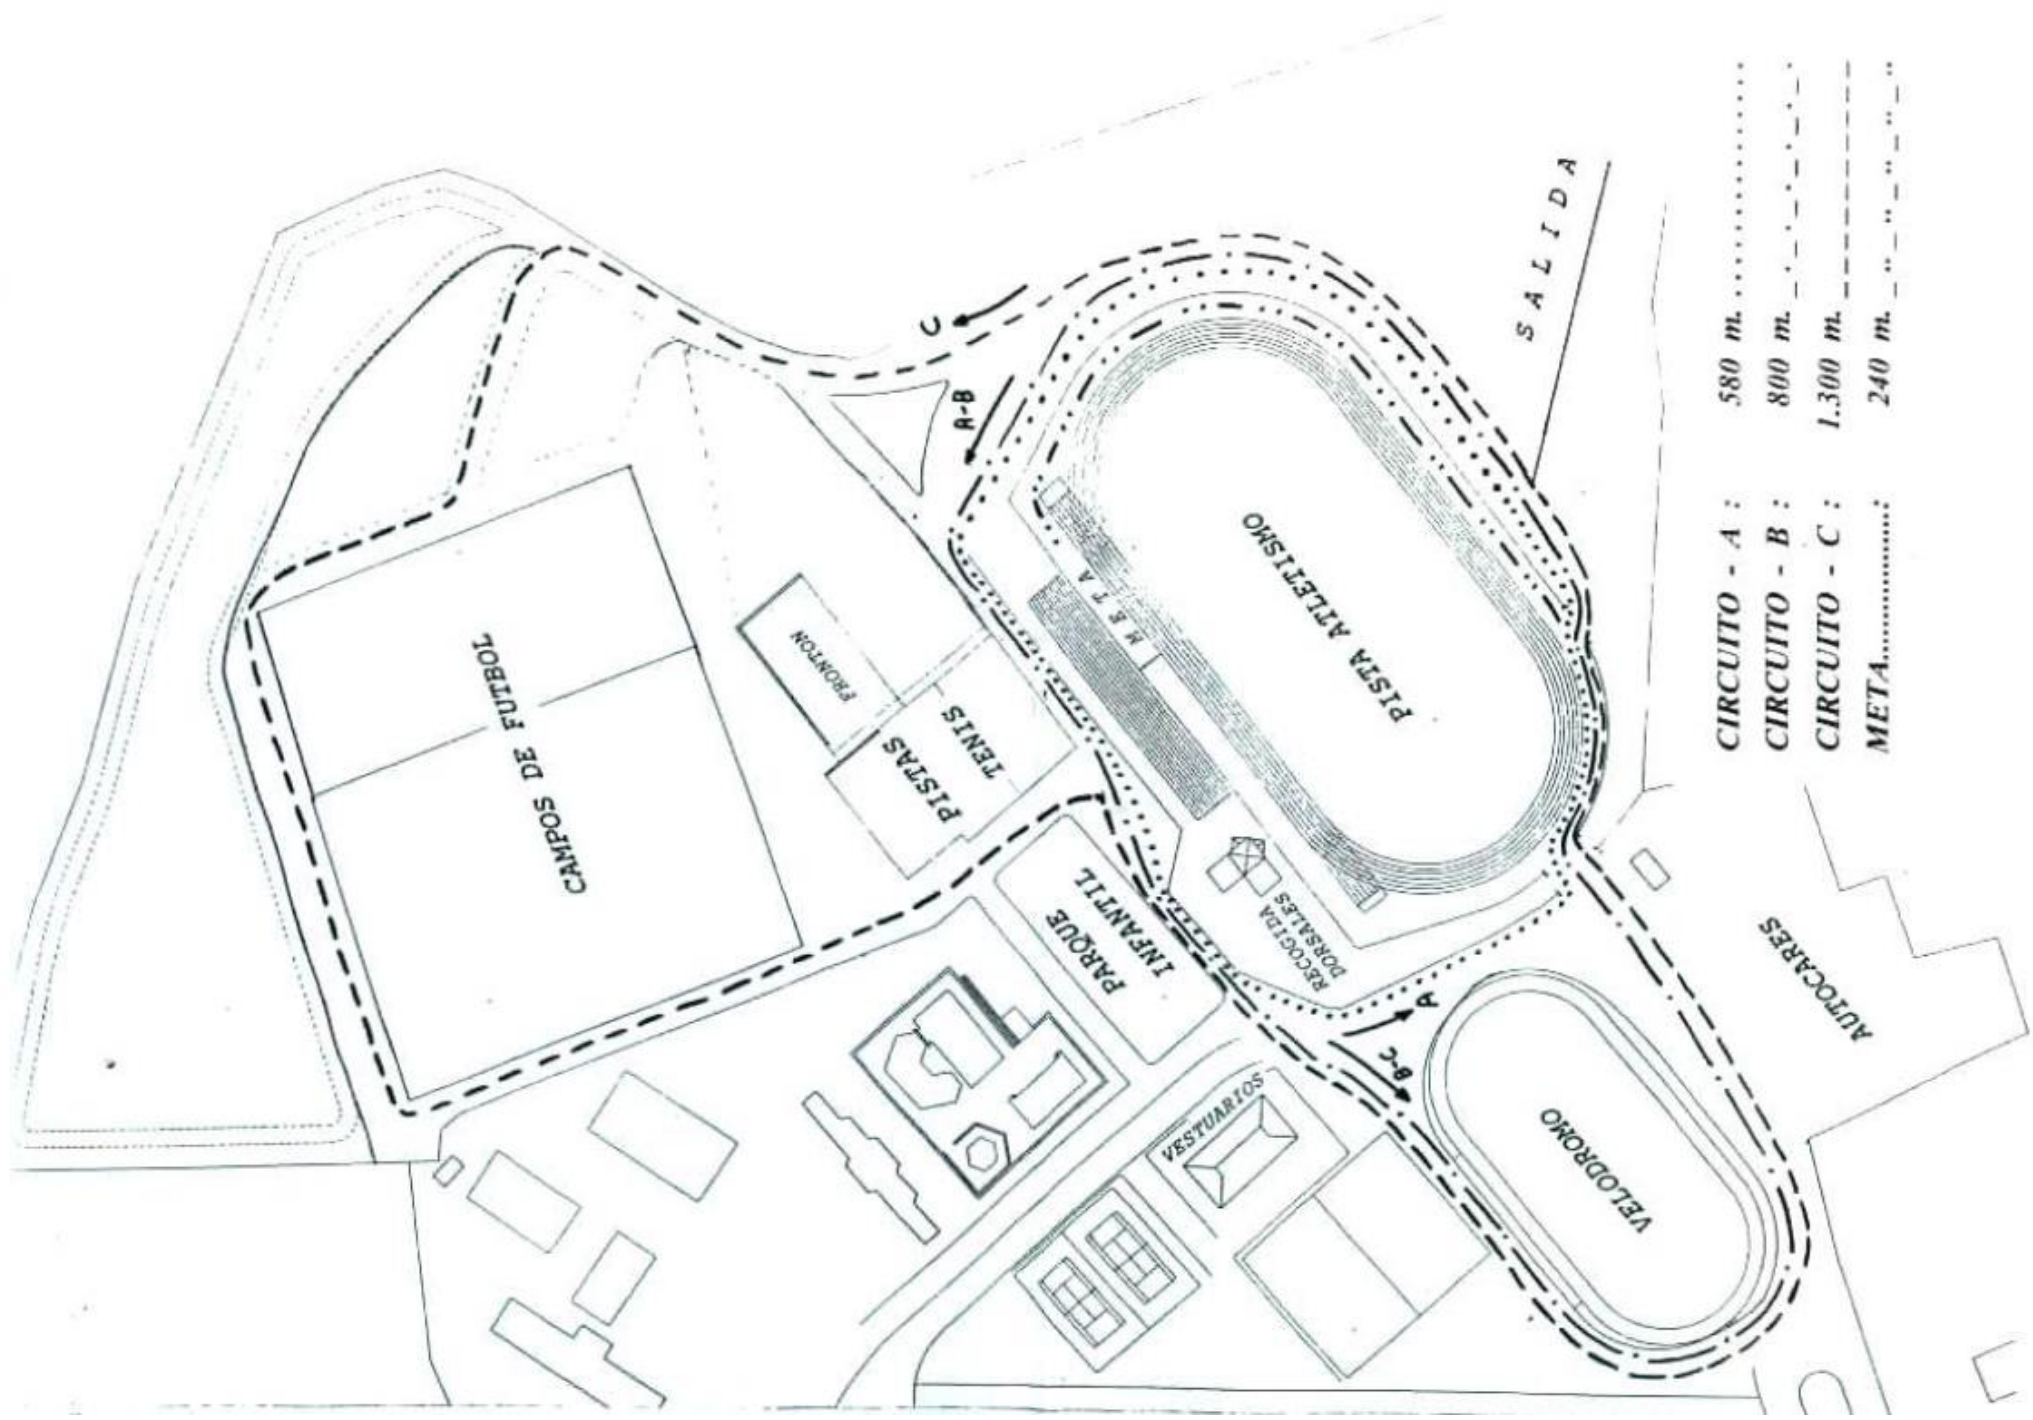 C
A-B
SALIDA
CIRCUITO - A : 580 m. ..........................
CIRCUITO - B : 800 m. _._._._._._.
CIRCUITO - C : 1.300 m. _ _ _ _ _ _ _ _ _ _
META.................: 240 m. _.._.._.._.._..
CAMPOS DE FUTBOL
FRONTON
PISTAS
TENIS
META
PISTA ATLETISMO
PARQUE
INFANTIL
RECOGIDA
DORSALES
A
B-C
VESTUARIOS
VELODROMO
AUTOCARES